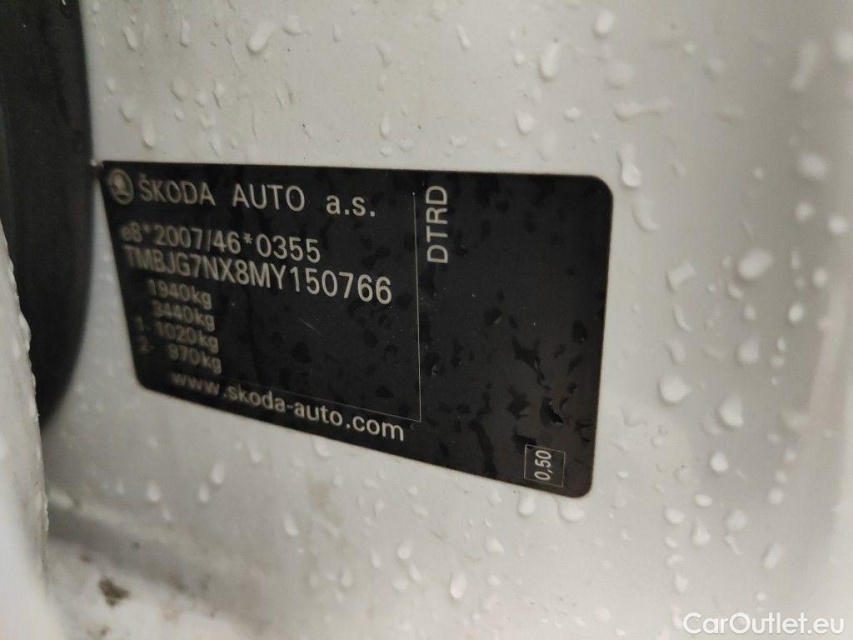 ŠKODA AUTO a.s.
e8*2007/46*0355
TMBJG7NX8MY150766
1940kg
3440kg
1- 1020kg
2- 970kg
www.skoda-auto.com
DTRD
0,50
CarOutlet.eu